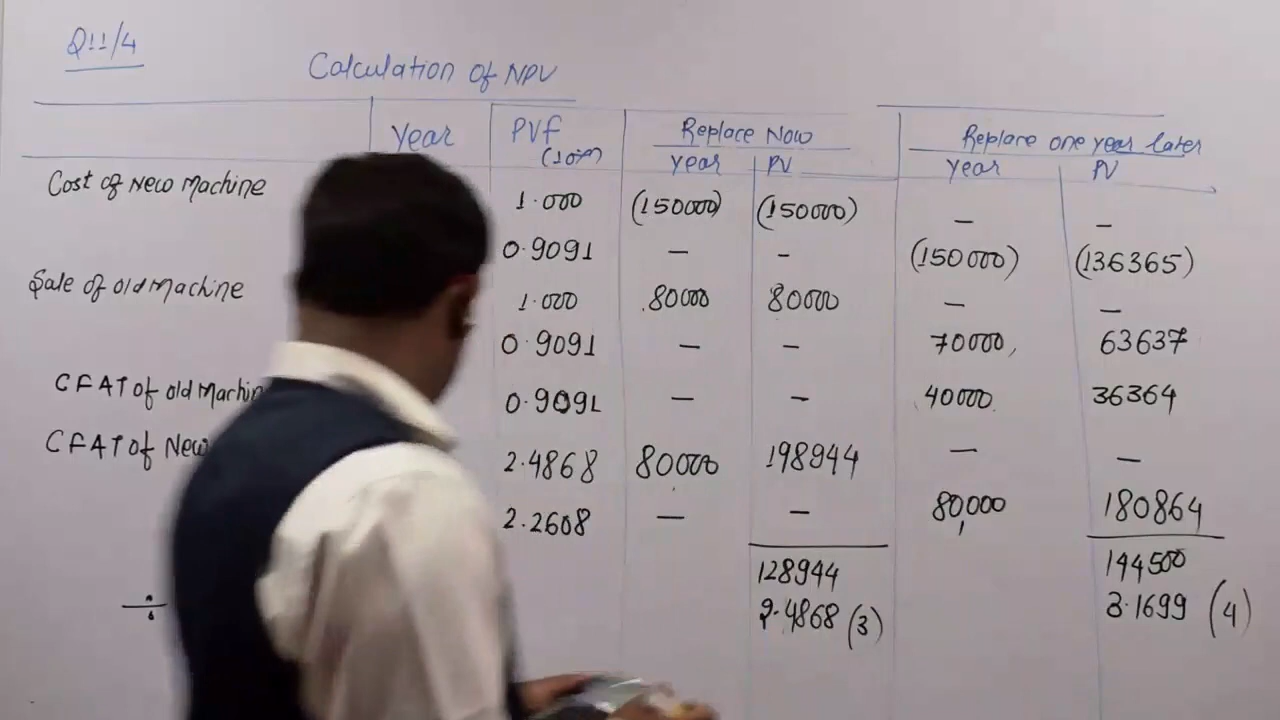 Q11/4
Calculation of NPV
Year PVf (10%) Replace Now Replace one year later
year PV year PV
Cost of New Machine 1.000 (150000) (150000) – –
0.9091 – – (150000) (136365)
Sale of old Machine 1.000 80000 80000 – –
0.9091 – – 70000, 63637
CFAT of old Machin 0.9091 – – 40000 36364
CFAT of New 2.4868 80000 198944 – –
2.2608 – – 80,000 180864
128944 144500
÷ 2.4868 (3) 3.1699 (4)